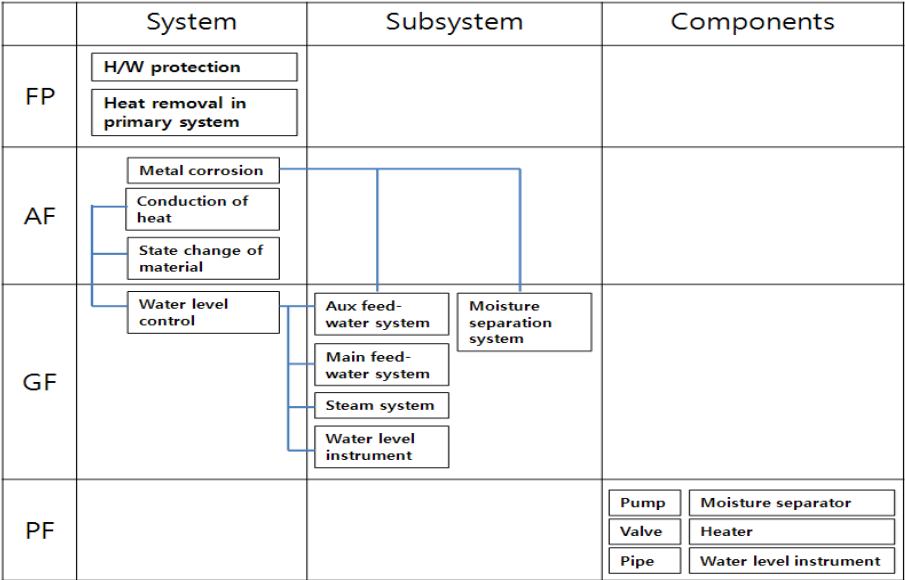 System Subsystem Components
FP
H/W protection
Heat removal in
primary system
AF
Metal corrosion
Conduction of
heat
State change of
material
GF
Water level
control
Aux feed-
water system
Main feed-
water system
Steam system
Water level
instrument
Moisture
separation
system
PF
Pump Moisture separator
Valve Heater
Pipe Water level instrument